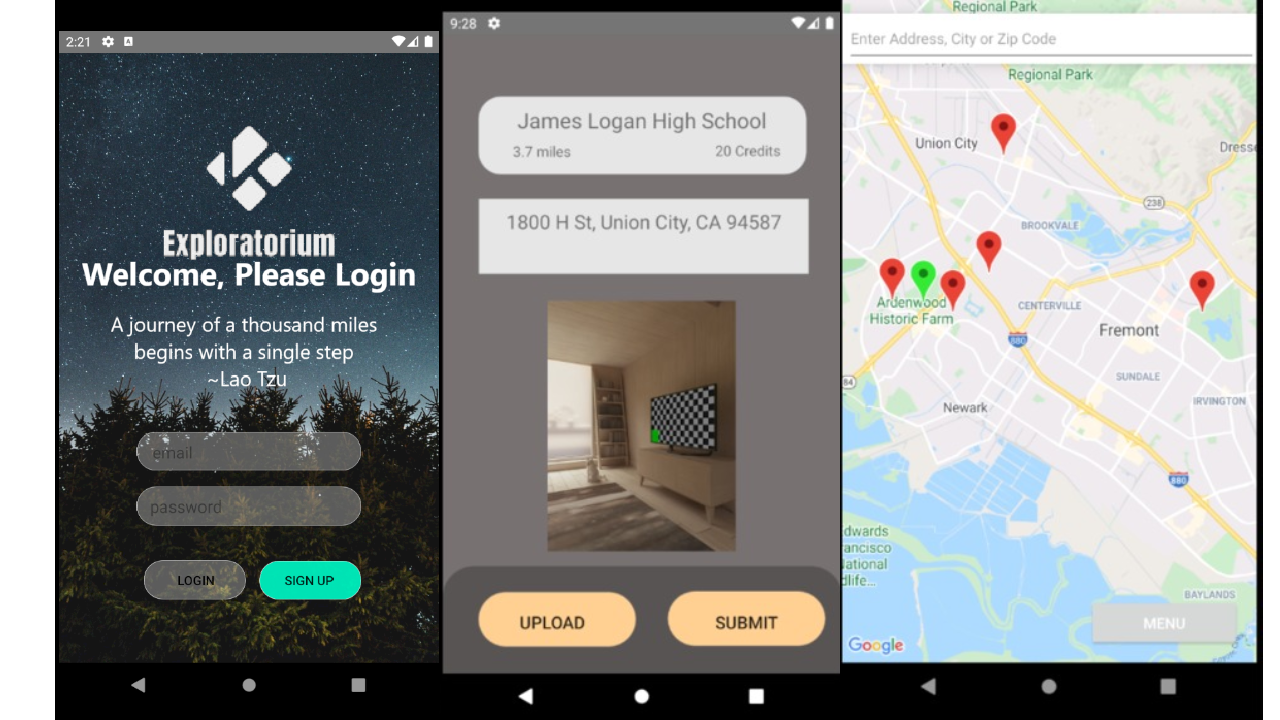 2:21
A
Exploratorium
Welcome, Please Login
A journey of a thousand miles
begins with a single step
~Lao Tzu
email
password
LOGIN
SIGN UP
9:28
James Logan High School
3.7 miles
20 Credits
1800 H St, Union City, CA 94587
UPLOAD
SUBMIT
Regional Park
Enter Address, City or Zip Code
Regional Park
Union City
Dresse
238
BROOKVALE
Ardenwood
Historic Farm
CENTERVILLE
Fremont
880
84
SUNDALE
IRVINGTON
Newark
880
dwards
ancisco
lational
dlife...
BAYLANDS
MENU
Google